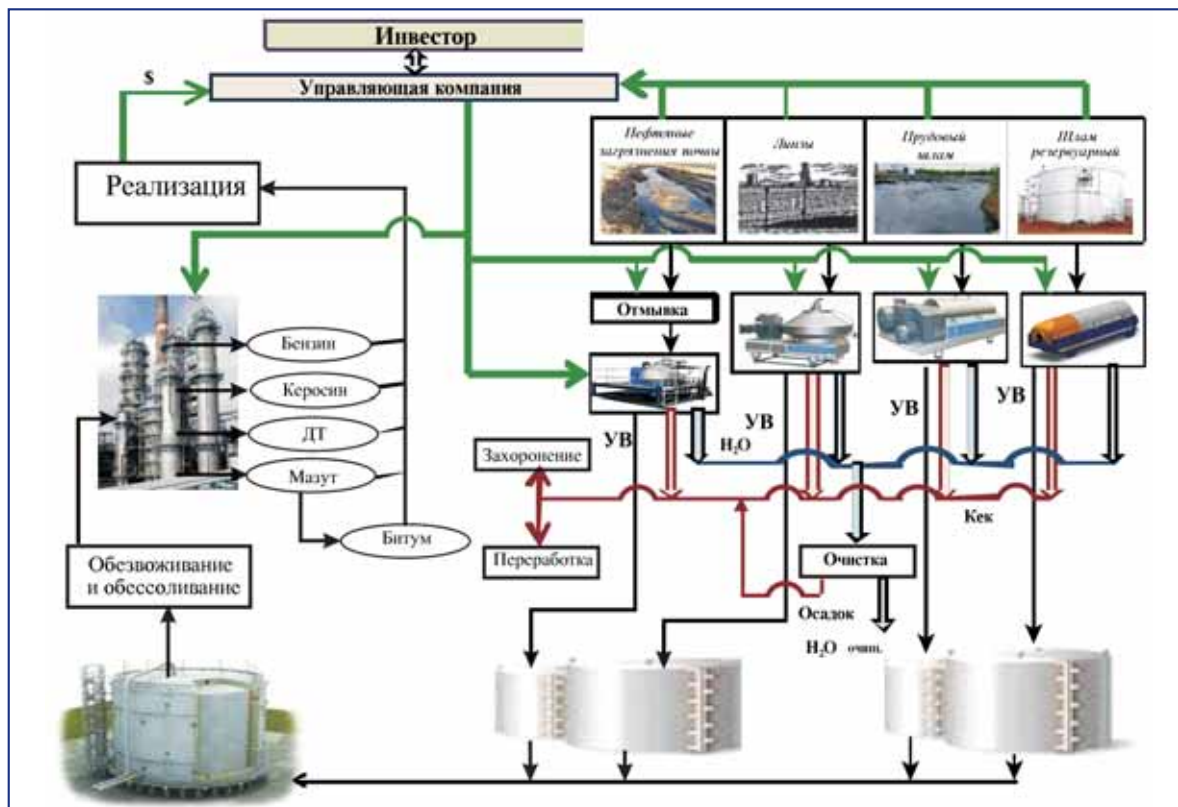 Инвестор
$
Управляющая компания
Нефтяные
загрязнения почвы
Линзы
Прудовый
шлам
Шлам
резервуарный
Реализация
Отмывка
Бензин
Керосин
ДТ
Мазут
Битум
УВ
H₂O
УВ
УВ
УВ
Захоронение
Кек
Переработка
Очистка
Обезвоживание
и обессоливание
Осадок
H₂O очищ.